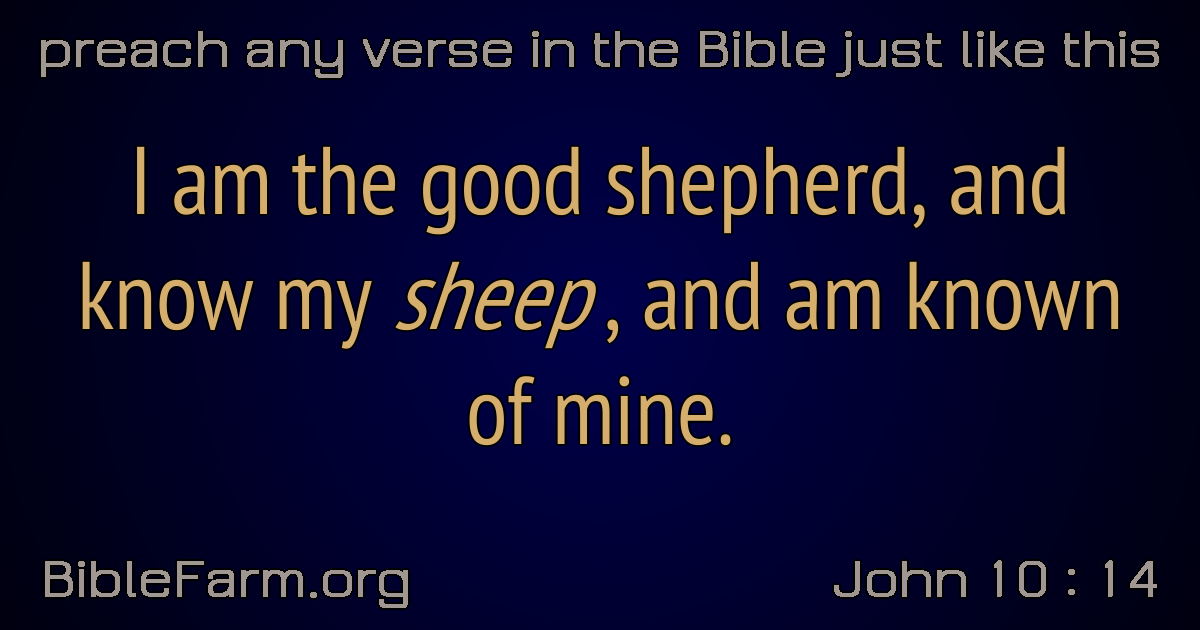 preach any verse in the Bible just like this
I am the good shepherd, and
know my sheep , and am known
of mine.
BibleFarm.org
John 10 : 14